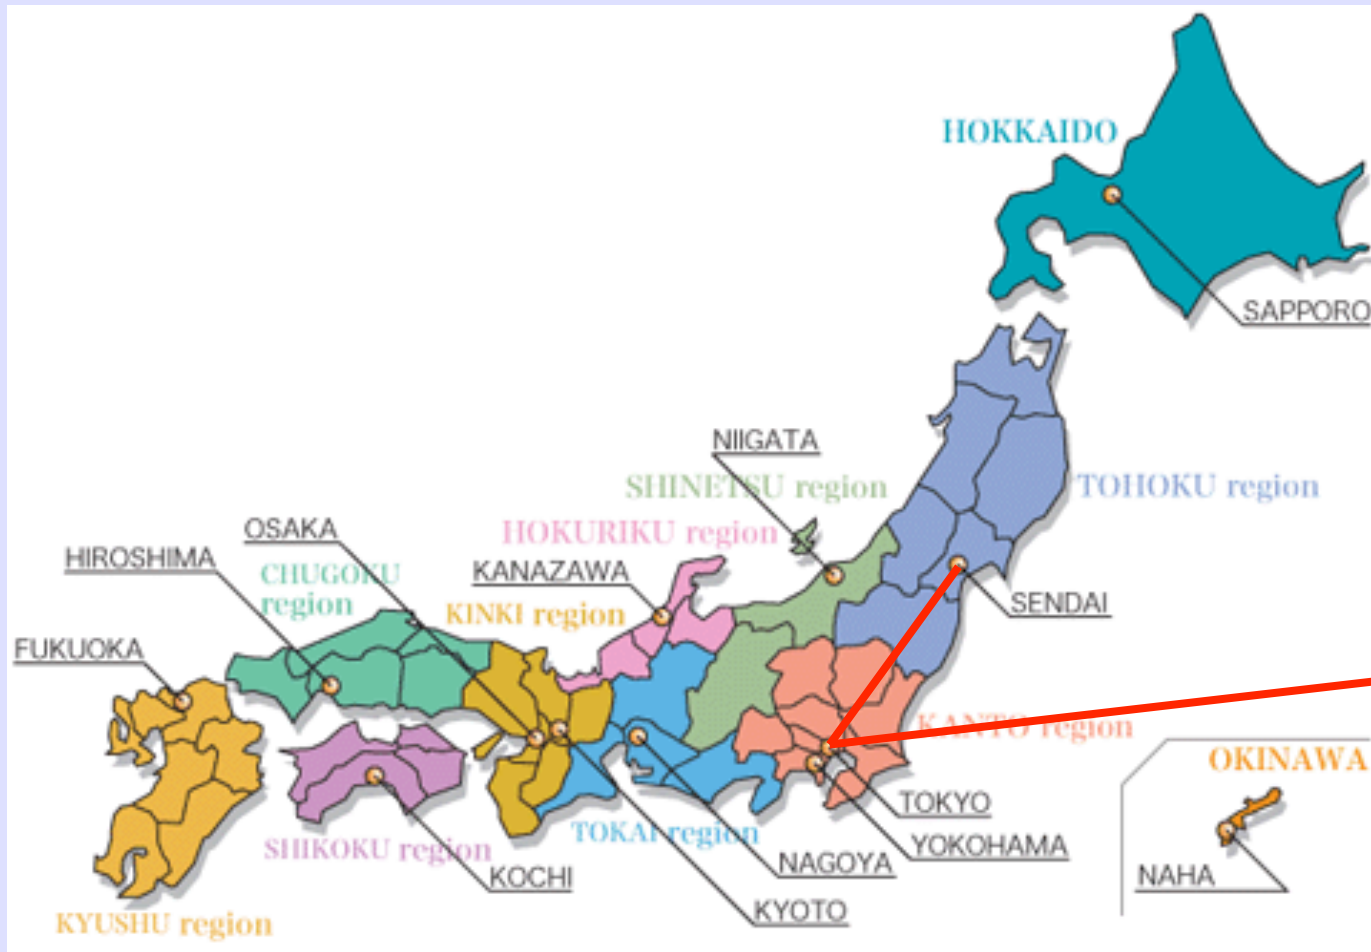 HOKKAIDO
SAPPORO
NIIGATA
SHINETSU region
TOHOKU region
OSAKA
HOKURIKU region
HIROSHIMA
KANAZAWA
CHUGOKU
region
KINKI region
SENDAI
FUKUOKA
KANTO region
OKINAWA
TOKYO
TOKAI region
YOKOHAMA
SHIKOKU region
NAGOYA
KOCHI
NAHA
KYOTO
KYUSHU region